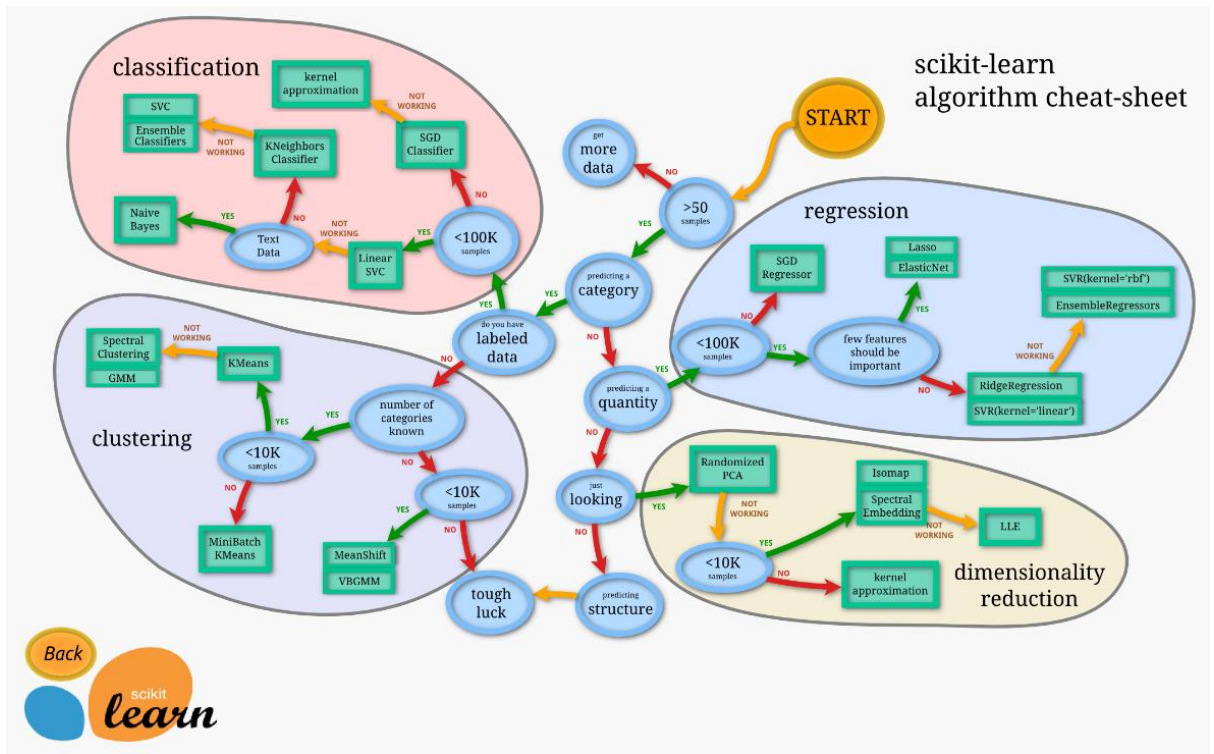 scikit-learn
algorithm cheat-sheet
START
classification
kernel
approximation
NOT
WORKING
SVC
Ensemble
Classifiers
NOT
WORKING
KNeighbors
Classifier
SGD
Classifier
NO
Naive
Bayes
YES
Text
Data
NO
NOT
WORKING
Linear
SVC
YES
<100K
samples
YES
get
more
data
NO
>50
samples
YES
predicting a
category
YES
do you have
labeled
data
NO
NO
predicting a
quantity
YES
NO
just
looking
YES
NO
predicting
structure
tough
luck
regression
SGD
Regressor
NO
<100K
samples
YES
Lasso
ElasticNet
YES
few features
should be
important
NO
SVR(kernel='rbf')
EnsembleRegressors
NOT
WORKING
RidgeRegression
SVR(kernel='linear')
clustering
Spectral
Clustering
GMM
NOT
WORKING
KMeans
YES
number of
categories
known
YES
<10K
samples
NO
NO
<10K
samples
MiniBatch
KMeans
YES
NO
MeanShift
VBGMM
Randomized
PCA
NOT
WORKING
<10K
samples
YES
NO
Isomap
Spectral
Embedding
NOT
WORKING
LLE
kernel
approximation
dimensionality
reduction
Back
scikit
learn